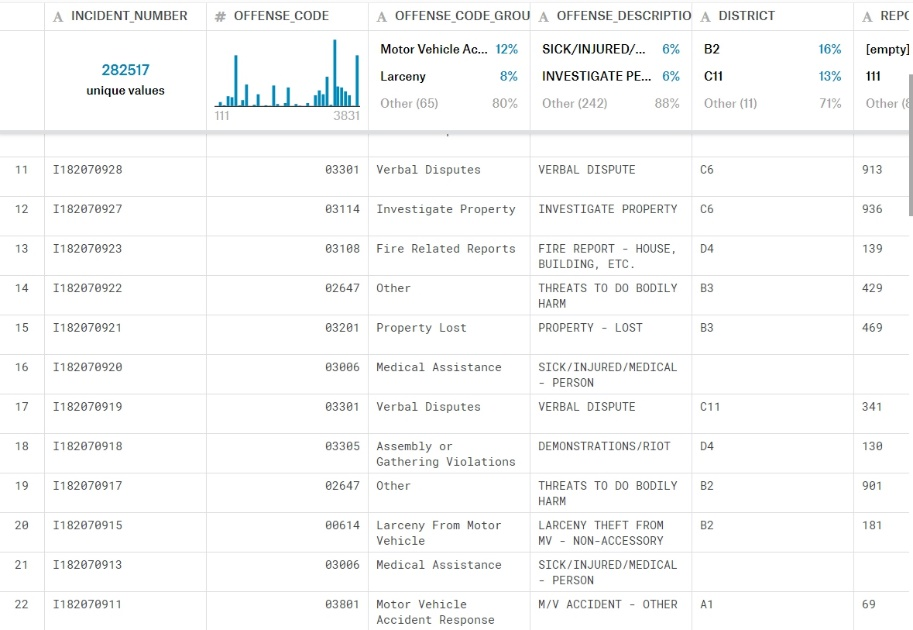 A INCIDENT_NUMBER # OFFENSE_CODE A OFFENSE_CODE_GROU A OFFENSE_DESCRIPTIO A DISTRICT A REPO
282517
unique values
111 3831
Motor Vehicle Ac... 12%
Larceny 8%
Other (65) 80%
SICK/INJURED/... 6%
INVESTIGATE PE... 6%
Other (242) 88%
B2 16%
C11 13%
Other (11) 71%
[empty]
111
Other (8
11 I182070928 03301 Verbal Disputes VERBAL DISPUTE C6 913
12 I182070927 03114 Investigate Property INVESTIGATE PROPERTY C6 936
13 I182070923 03108 Fire Related Reports FIRE REPORT - HOUSE, D4 139
BUILDING, ETC.
14 I182070922 02647 Other THREATS TO DO BODILY B3 429
HARM
15 I182070921 03201 Property Lost PROPERTY - LOST B3 469
16 I182070920 03006 Medical Assistance SICK/INJURED/MEDICAL
- PERSON
17 I182070919 03301 Verbal Disputes VERBAL DISPUTE C11 341
18 I182070918 03305 Assembly or DEMONSTRATIONS/RIOT D4 130
Gathering Violations
19 I182070917 02647 Other THREATS TO DO BODILY B2 901
HARM
20 I182070915 00614 Larceny From Motor LARCENY THEFT FROM B2 181
Vehicle MV - NON-ACCESSORY
21 I182070913 03006 Medical Assistance SICK/INJURED/MEDICAL
- PERSON
22 I182070911 03801 Motor Vehicle M/V ACCIDENT - OTHER A1 69
Accident Response